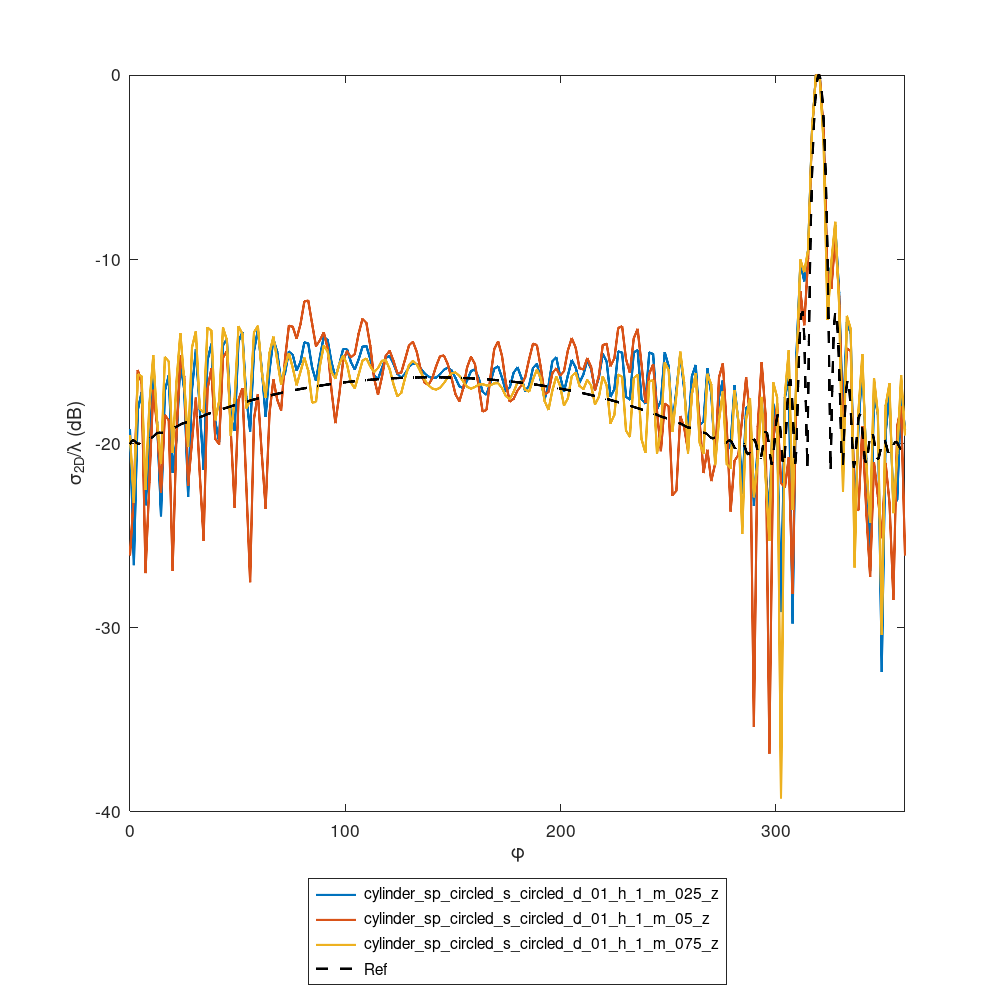 0
-10
-20
-30
-40
σ2D/λ (dB)
0 100 200 300
φ
cylinder_sp_circled_s_circled_d_01_h_1_m_025_z
cylinder_sp_circled_s_circled_d_01_h_1_m_05_z
cylinder_sp_circled_s_circled_d_01_h_1_m_075_z
Ref